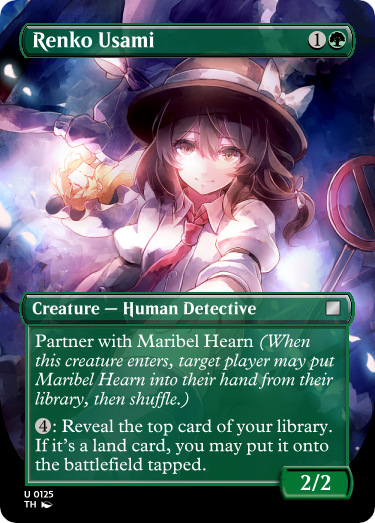 Renko Usami 1
Creature — Human Detective
Partner with Maribel Hearn (When
this creature enters, target player may put
Maribel Hearn into their hand from their
library, then shuffle.)
4: Reveal the top card of your library.
If it's a land card, you may put it onto
the battlefield tapped.
2/2
U 0125
TH